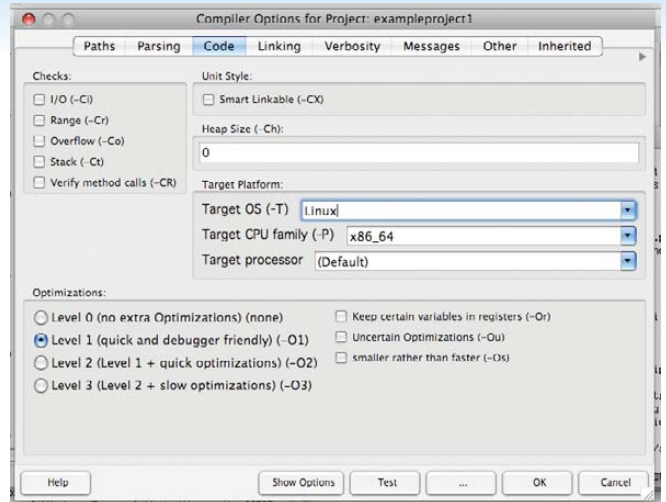 Compiler Options for Project: exampleproject1
Paths Parsing Code Linking Verbosity Messages Other Inherited
Checks:
I/O (-Ci)
Range (-Cr)
Overflow (-Co)
Stack (-Ct)
Verify method calls (-CR)
Unit Style:
Smart Linkable (-CX)
Heap Size (-Ch):
0
Target Platform:
Target OS (-T) Linux
Target CPU family (-P) x86_64
Target processor (Default)
Optimizations:
Level 0 (no extra Optimizations) (none)
Level 1 (quick and debugger friendly) (-O1)
Level 2 (Level 1 + quick optimizations) (-O2)
Level 3 (Level 2 + slow optimizations) (-O3)
Keep certain variables in registers (-Or)
Uncertain Optimizations (-Ou)
smaller rather than faster (-Os)
Help Show Options Test ... OK Cancel